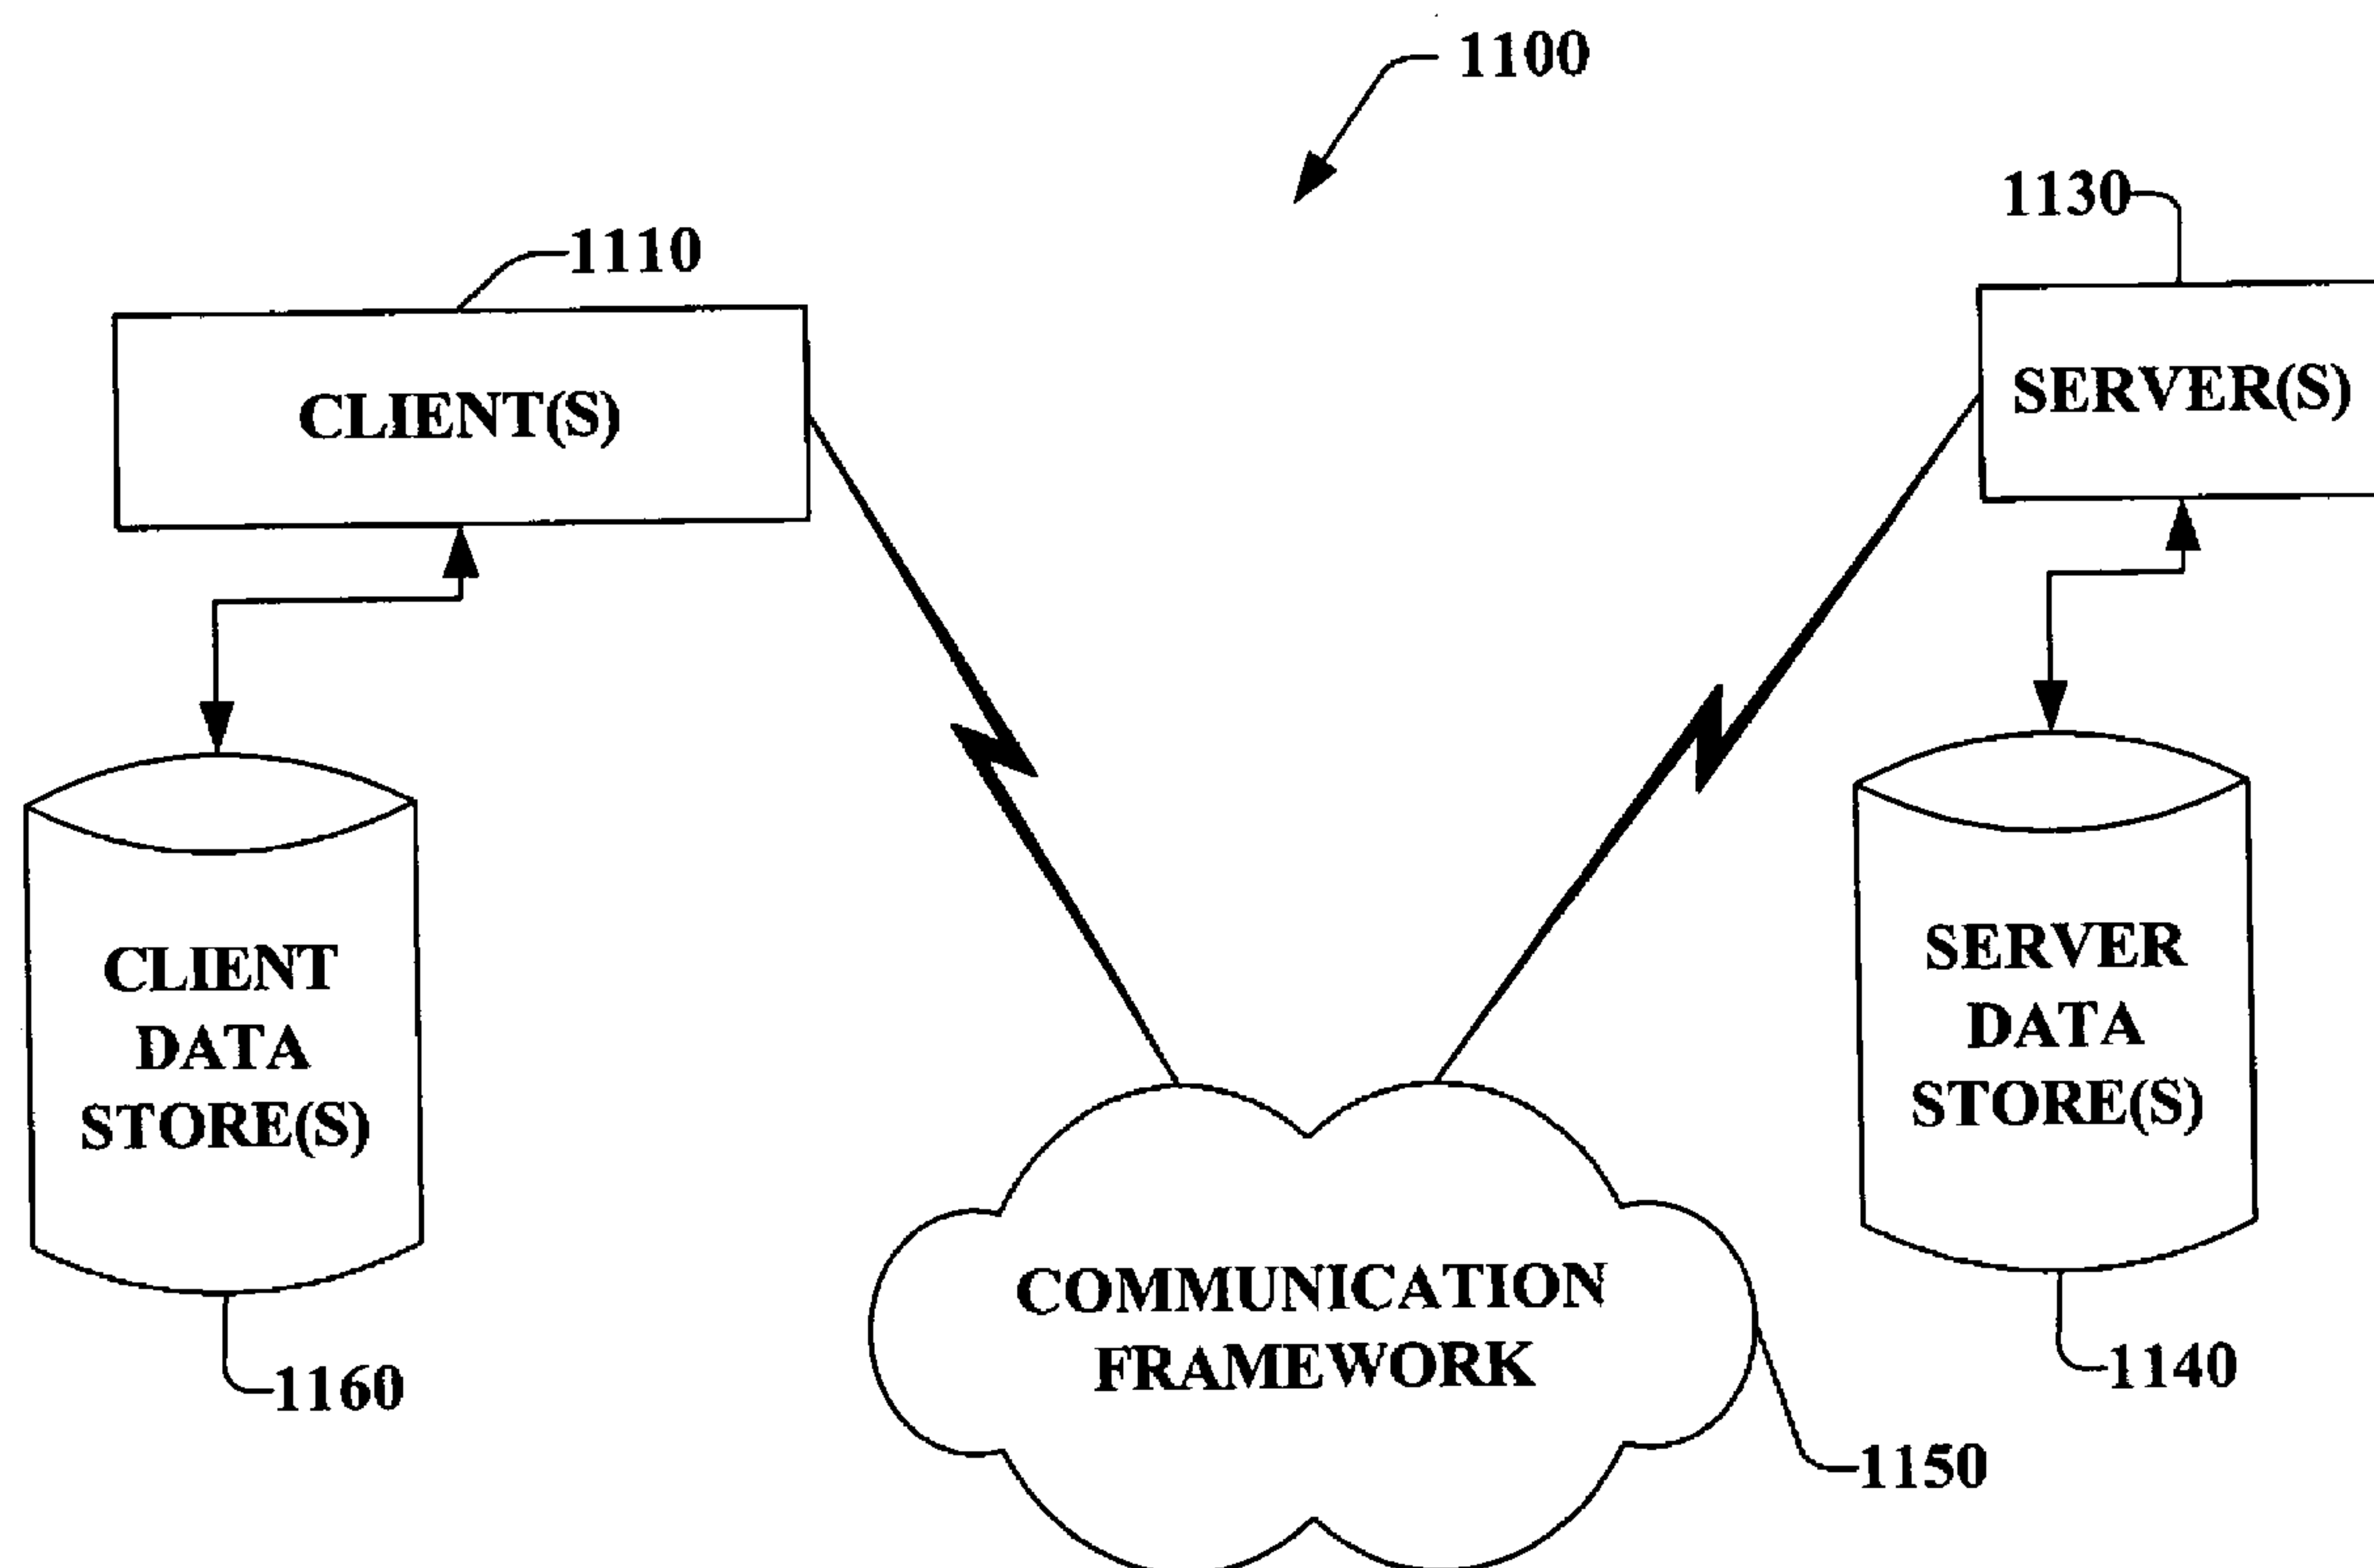 1100
1110
1130
CLIENT(S)
SERVER(S)
CLIENT
DATA
STORE(S)
SERVER
DATA
STORE(S)
COMMUNICATION
FRAMEWORK
1160
1140
1150